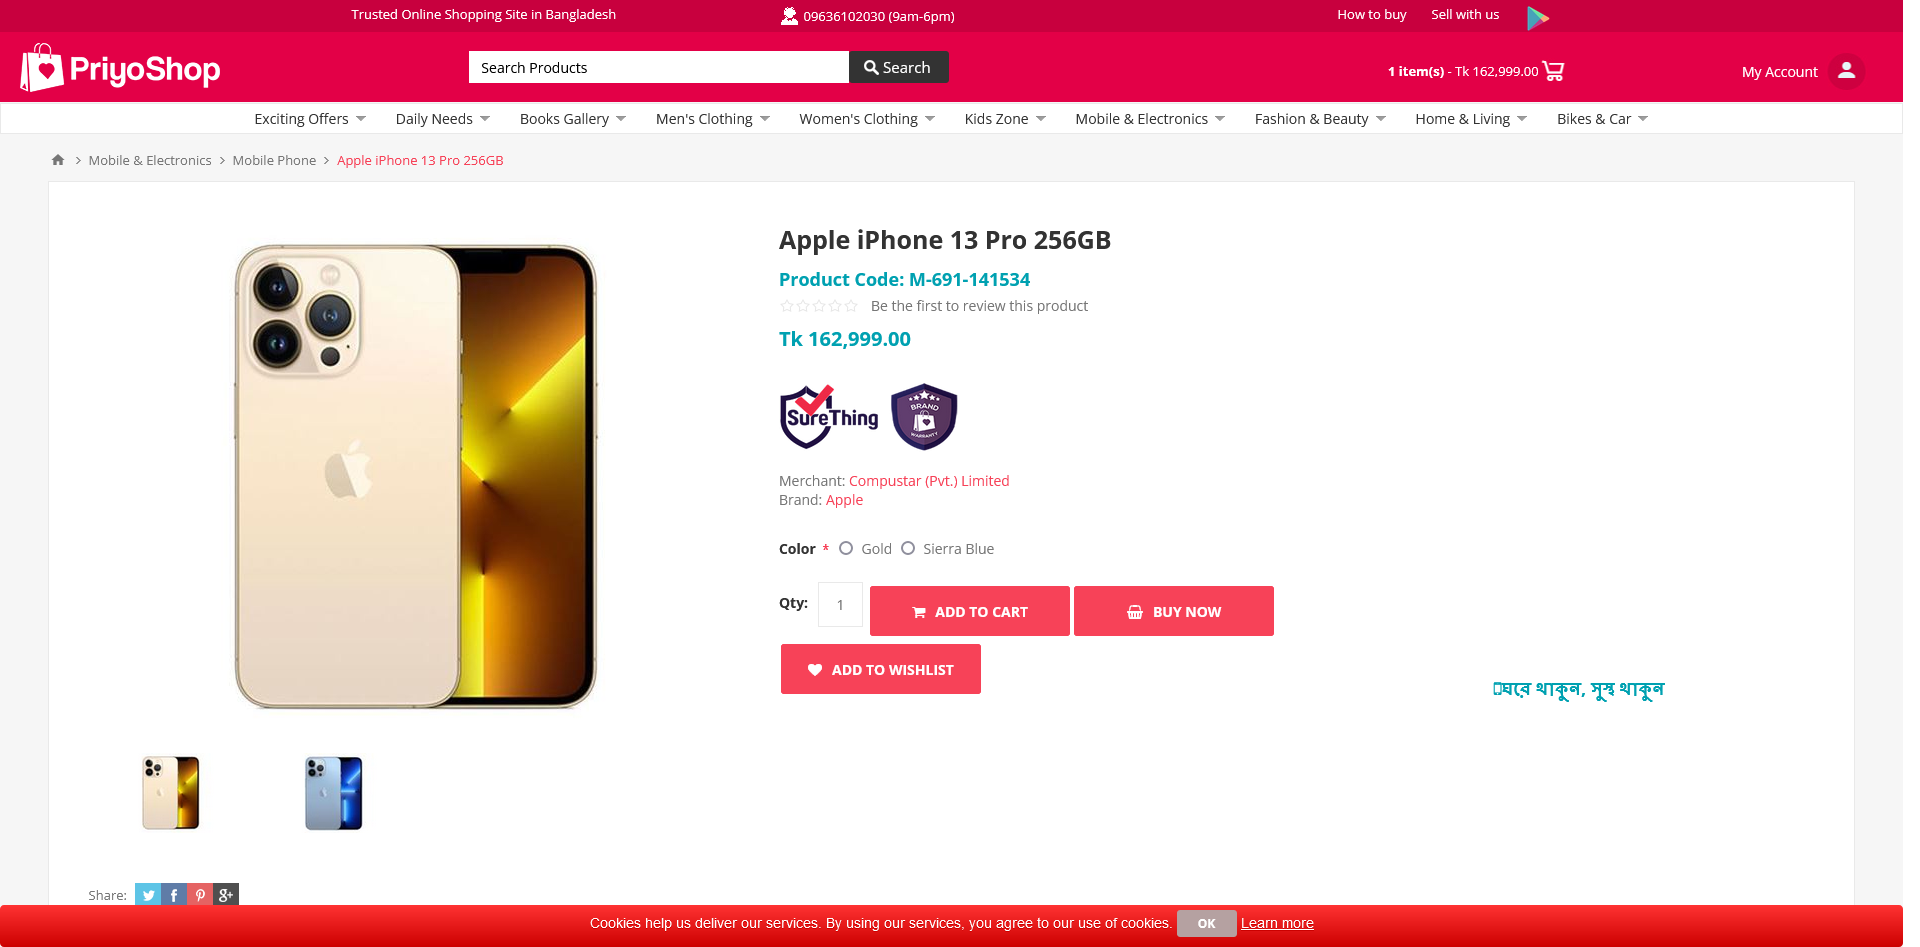 Trusted Online Shopping Site in Bangladesh
09636102030 (9am-6pm)
How to buy
Sell with us
PriyoShop
Search Products
Search
1 item(s) - Tk 162,999.00
My Account
Exciting Offers
Daily Needs
Books Gallery
Men's Clothing
Women's Clothing
Kids Zone
Mobile & Electronics
Fashion & Beauty
Home & Living
Bikes & Car
Mobile & Electronics > Mobile Phone > Apple iPhone 13 Pro 256GB
Apple iPhone 13 Pro 256GB
Product Code: M-691-141534
Be the first to review this product
Tk 162,999.00
SureThing
BRAND
WARRANTY
Merchant: Compustar (Pvt.) Limited
Brand: Apple
Color * Gold Sierra Blue
Qty: 1
ADD TO CART
BUY NOW
ADD TO WISHLIST
ঘরে থাকুন, সুস্থ থাকুন
Share:
Cookies help us deliver our services. By using our services, you agree to our use of cookies. OK Learn more